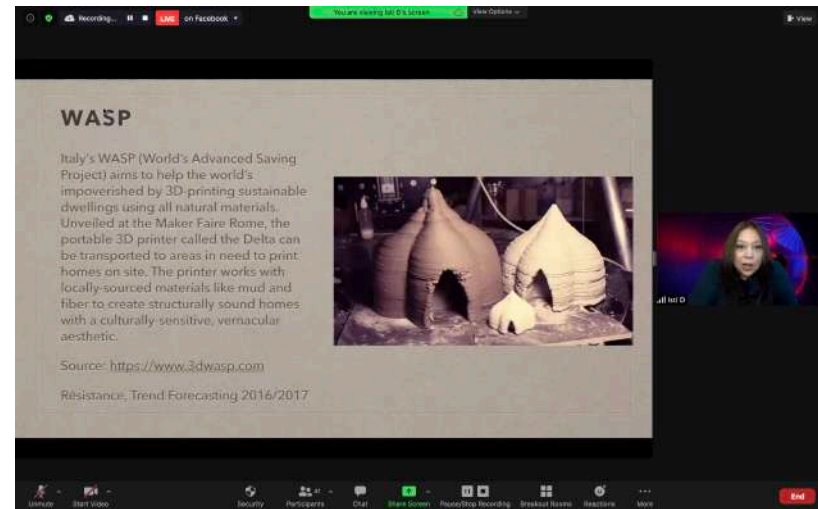 Recording...
LIVE
on Facebook
You are viewing Isti D's screen
View Options
View
WASP
Italy's WASP (World's Advanced Saving
Project) aims to help the world's
impoverished by 3D-printing sustainable
dwellings using all natural materials.
Unveiled at the Maker Faire Rome, the
portable 3D printer called the Delta can
be transported to areas in need to print
homes on site. The printer works with
locally-sourced materials like mud and
fiber to create structurally sound homes
with a culturally-sensitive, vernacular
aesthetic.
Source: https://www.3dwasp.com
Résistance, Trend Forecasting 2016/2017
Isti D
Unmute
Start Video
Security
Participants
Chat
Share Screen
Pause/Stop Recording
Breakout Rooms
Reactions
More
End